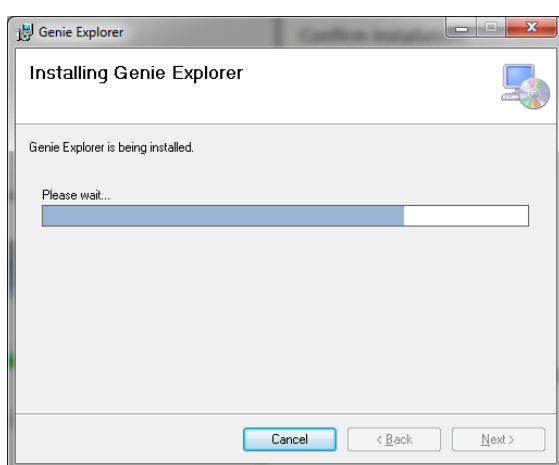 Genie Explorer
Installing Genie Explorer
Genie Explorer is being installed.
Please wait...
Cancel
< Back
Next >